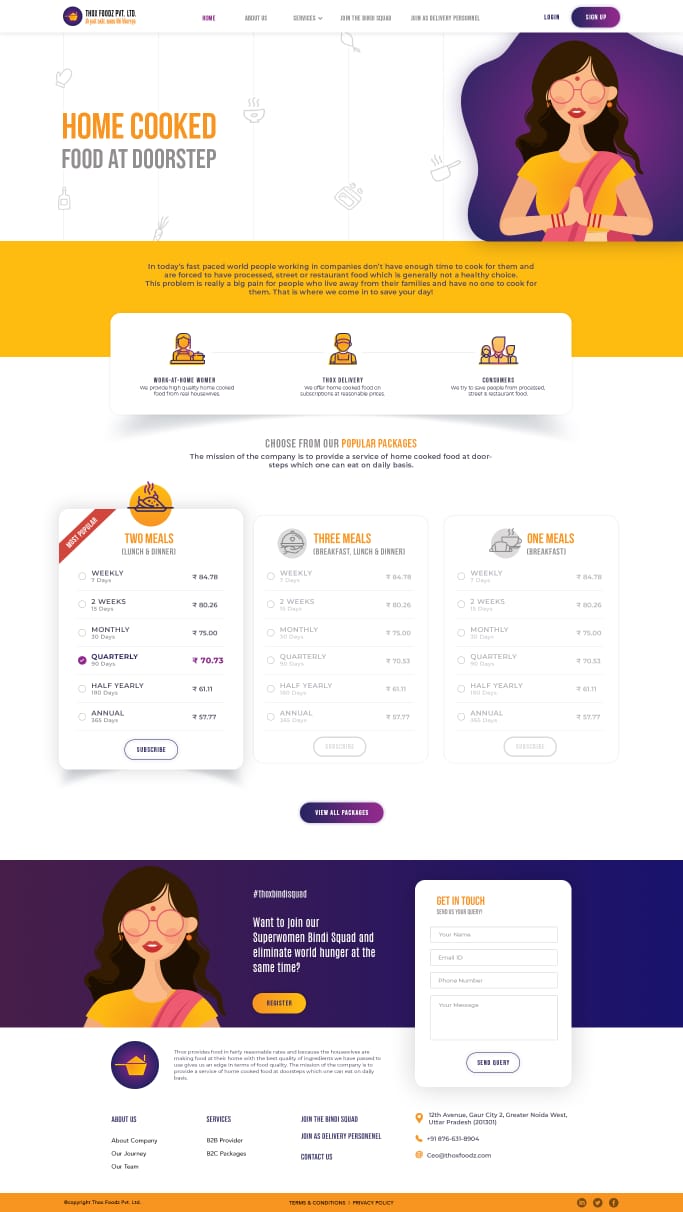 THOX FOODZ PVT. LTD.
HOME
ABOUT US
SERVICES
JOIN THE BINDI SQUAD
JOIN AS DELIVERY PERSONNEL
LOGIN
SIGN UP
HOME COOKED
FOOD AT DOORSTEP
In today's fast paced world people working in companies don't have enough time to cook for them and
are forced to have processed, street or restaurant food which is generally not a healthy choice.
This problem is really a big pain for people who live away from their families and have no one to cook for
them. That is where we come in to save your day!
WORK-AT-HOME WOMEN
We provide high quality home cooked
food from real housewives.
THOX DELIVERY
We offer home cooked food on
subscriptions at reasonable prices.
CONSUMERS
We try to save people from processed,
street & restaurant food.
CHOOSE FROM OUR POPULAR PACKAGES
The mission of the company is to provide a service of home cooked food at door-
steps which one can eat on daily basis.
MOST POPULAR
TWO MEALS
(LUNCH & DINNER)
WEEKLY ₹ 84.78
7 Days
2 WEEKS ₹ 80.26
15 Days
MONTHLY ₹ 75.00
30 Days
QUARTERLY ₹ 70.73
90 Days
HALF YEARLY ₹ 61.11
180 Days
ANNUAL ₹ 57.77
365 Days
SUBSCRIBE
THREE MEALS
(BREAKFAST, LUNCH & DINNER)
WEEKLY ₹ 84.78
7 Days
2 WEEKS ₹ 80.26
15 Days
MONTHLY ₹ 75.00
30 Days
QUARTERLY ₹ 70.53
90 Days
HALF YEARLY ₹ 61.11
180 Days
ANNUAL ₹ 57.77
365 Days
SUBSCRIBE
ONE MEALS
(BREAKFAST)
WEEKLY ₹ 84.78
7 Days
2 WEEKS ₹ 80.26
15 Days
MONTHLY ₹ 75.00
30 Days
QUARTERLY ₹ 70.53
90 Days
HALF YEARLY ₹ 61.11
180 Days
ANNUAL ₹ 57.77
365 Days
SUBSCRIBE
VIEW ALL PACKAGES
#thoxbindisquad
Want to join our
Superwomen Bindi Squad and
eliminate world hunger at the
same time?
REGISTER
GET IN TOUCH
SEND US YOUR QUERY!
Your Name
Email ID
Phone Number
Your Message
SEND QUERY
Thox provides food in fairly reasonable rates and because the housewives are
making food at their home with the best quality of ingredients we have passed to
use gives us an edge in terms of food quality. The mission of the company is to
provide a service of home cooked food at doorsteps which one can eat on daily
basis.
ABOUT US
About Company
Our Journey
Our Team
SERVICES
B2B Provider
B2C Packages
JOIN THE BINDI SQUAD
JOIN AS DELIVERY PERSONENEL
CONTACT US
12th Avenue, Gaur City 2, Greater Noida West,
Uttar Pradesh (201301)
+91 876-631-8904
Ceo@thoxfoodz.com
©copyright Thox Foodz Pvt. Ltd.
TERMS & CONDITIONS | PRIVACY POLICY